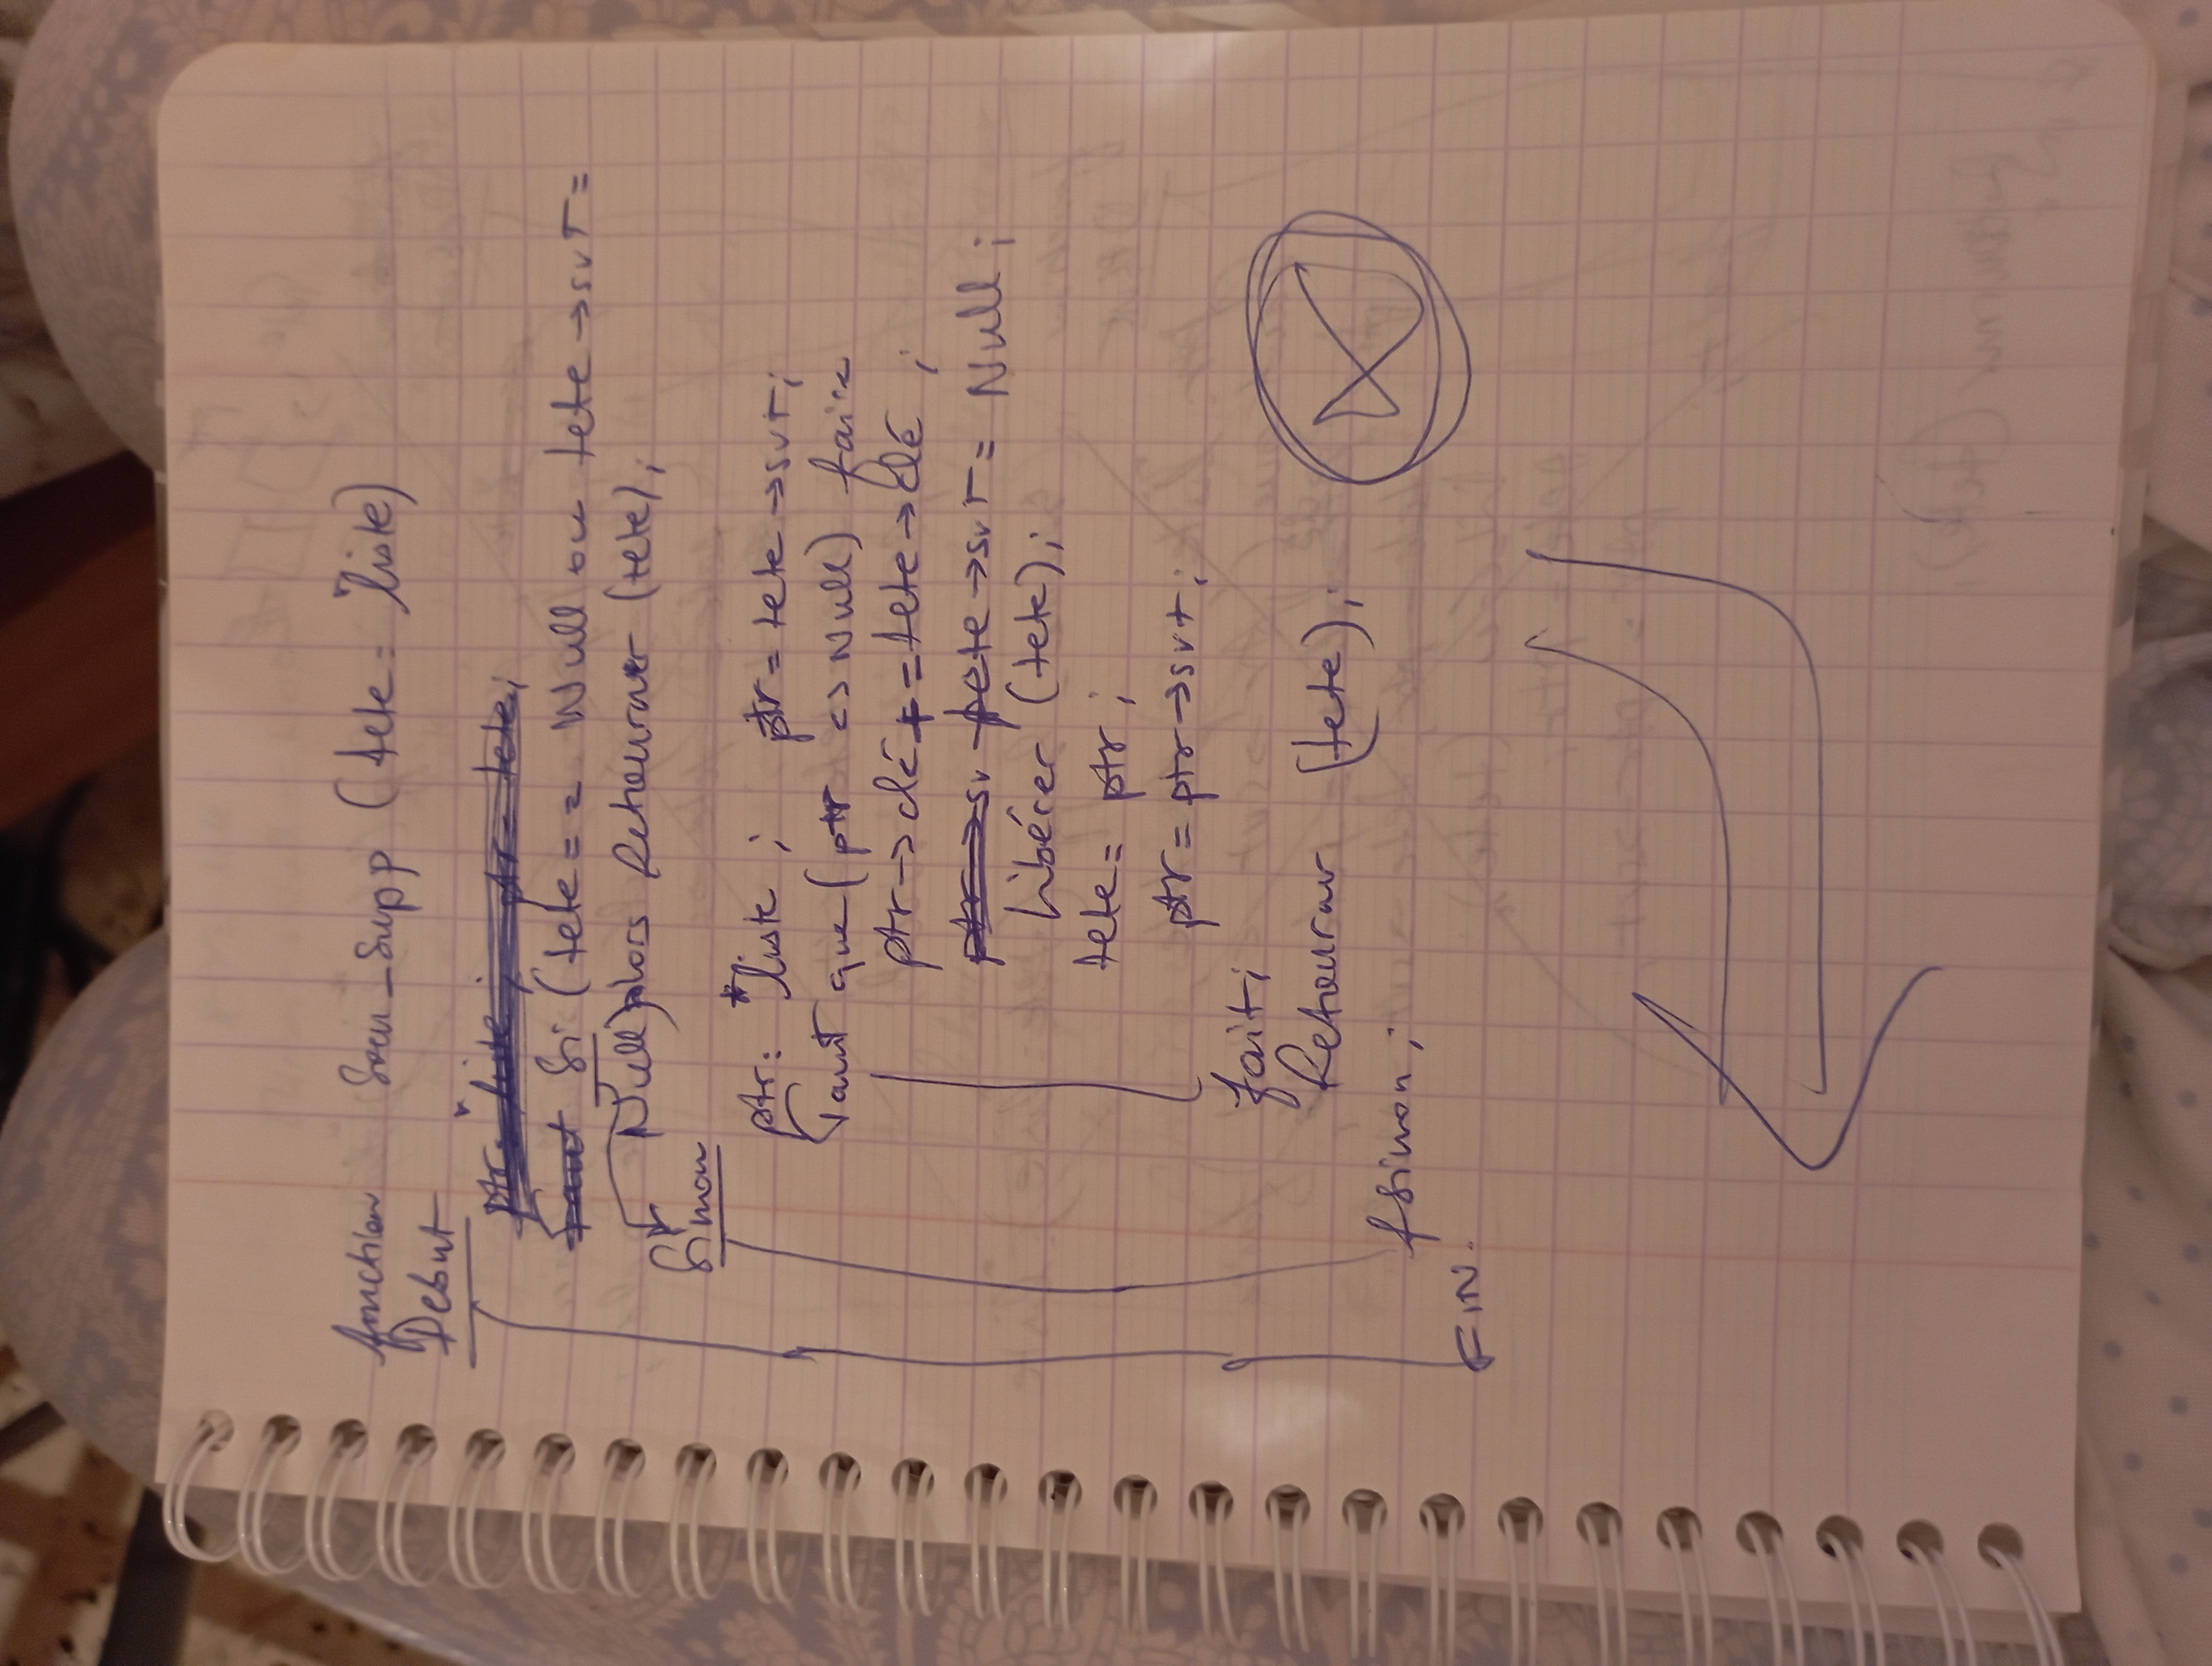 fonction Som_Supp (tete: *liste)
Debut
Si (tete == Null ou tete → svt =
Null) alors Retourner (tete);
Sinon
ptr: *liste ; ptr = tete → svt;
Tant que (ptr <> Null) faire
ptr → clé += tete → clé ;
tete → svt = Null ;
libérer (tete);
tete = ptr ;
ptr = ptr → svt ;
fait;
Retourner (tete);
fsinon ;
FIN.